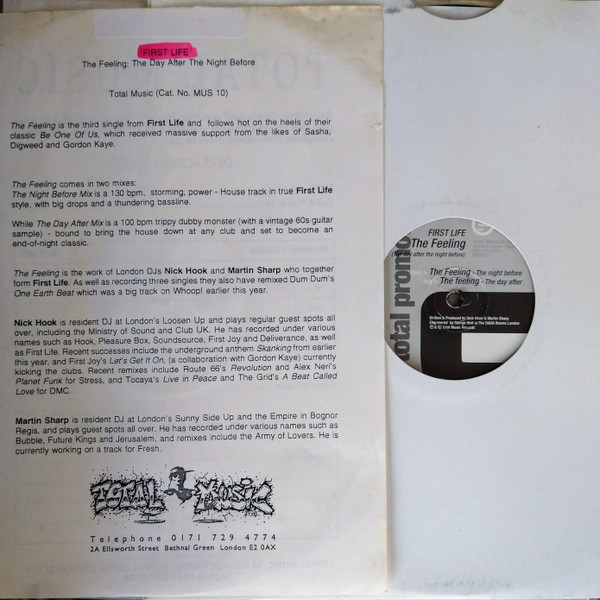 FIRST LIFE
The Feeling: The Day After The Night Before
Total Music (Cat. No. MUS 10)
The Feeling is the third single from First Life and follows hot on the heels of their
classic Be One Of Us, which received massive support from the likes of Sasha,
Digweed and Gordon Kaye.
The Feeling comes in two mixes:
The Night Before Mix is a 130 bpm, storming, power - House track in true First Life
style, with big drops and a thundering bassline.
While The Day After Mix is a 100 bpm trippy dubby monster (with a vintage 60s guitar
sample) - bound to bring the house down at any club and set to become an
end-of-night classic.
The Feeling is the work of London DJs Nick Hook and Martin Sharp who together
form First Life. As well as recording three singles they also have remixed Dum Dum's
One Earth Beat which was a big track on Whoop! earlier this year.
Nick Hook is resident DJ at London's Loosen Up and plays regular guest spots all
over, including the Ministry of Sound and Club UK. He has recorded under various
names such as Hook, Pleasure Box, Soundsource, First Joy and Deliverance, as well
as First Life. Recent successes include the underground anthem Skanking from earlier
this year, and First Joy's Let's Get It On, (a collaboration with Gordon Kaye) currently
kicking the clubs. Recent remixes include Route 66's Revolution and Alex Neri's
Planet Funk for Stress, and Tocaya's Live in Peace and The Grid's A Beat Called
Love for DMC.
Martin Sharp is resident DJ at London's Sunny Side Up and the Empire in Bognor
Regis, and plays guest spots all over. He has recorded under various names such as
Bubble, Future Kings and Jerusalem, and remixes include the Army of Lovers. He is
currently working on a track for Fresh.
TOTAL MUSIC
Telephone 0171 729 4774
2A Ellsworth Street Bethnal Green London E2 0AX
FIRST LIFE
The Feeling
(the day after the night before)
The Feeling - The night before
The feeling - The day after
total promo